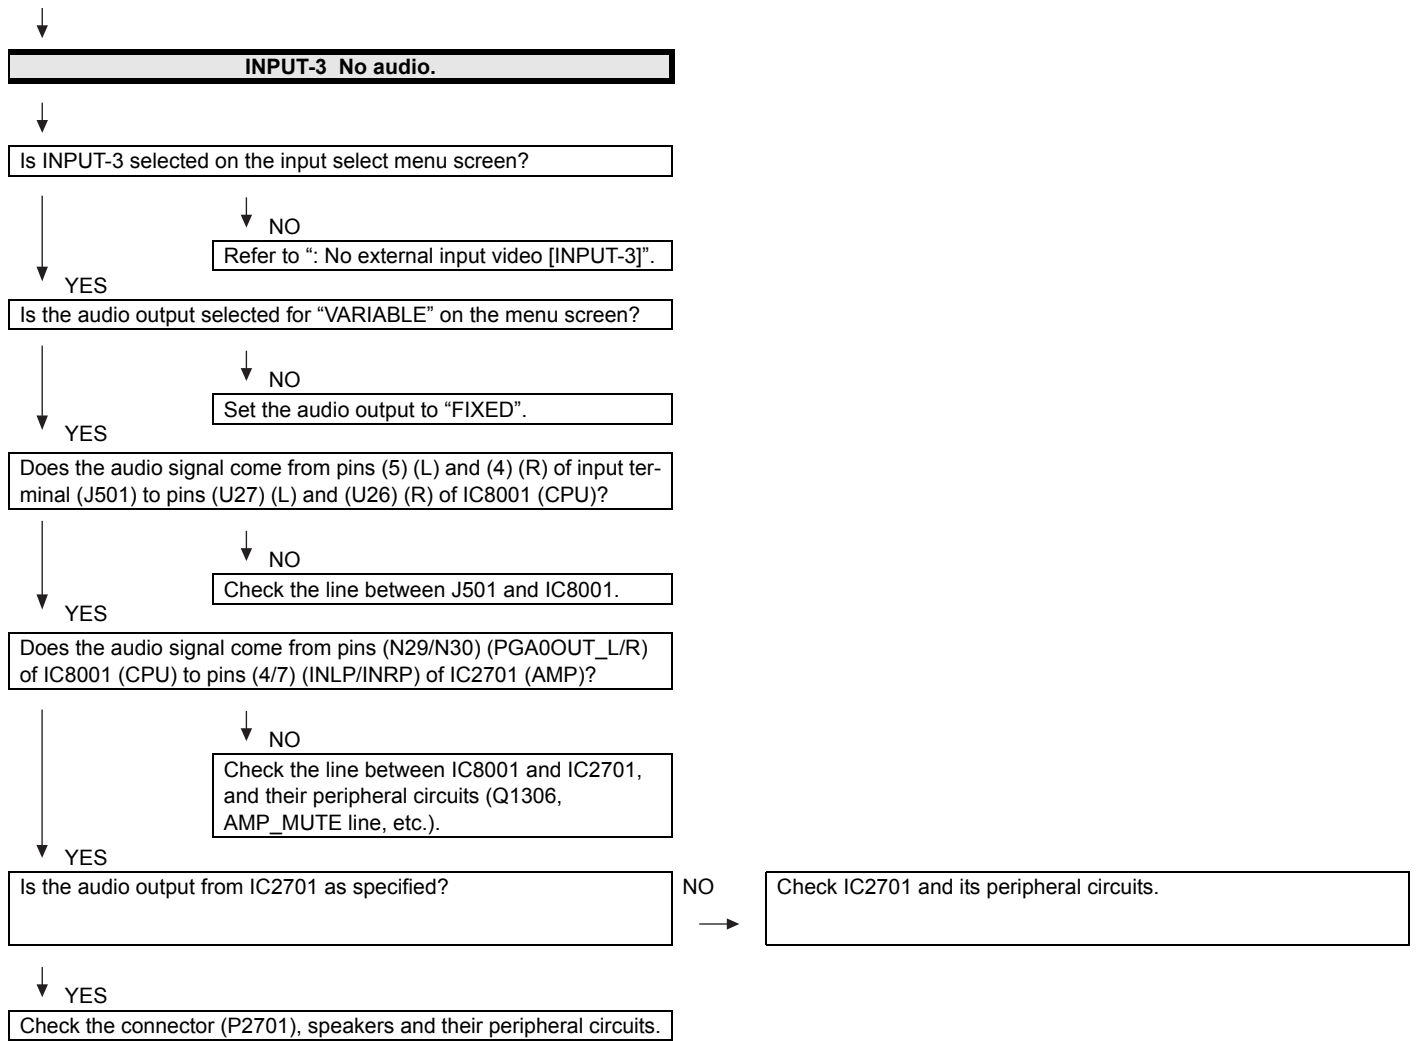 INPUT-3 No audio.
Is INPUT-3 selected on the input select menu screen?
NO
Refer to “: No external input video [INPUT-3]”.
YES
Is the audio output selected for “VARIABLE” on the menu screen?
NO
Set the audio output to “FIXED”.
YES
Does the audio signal come from pins (5) (L) and (4) (R) of input ter-
minal (J501) to pins (U27) (L) and (U26) (R) of IC8001 (CPU)?
NO
Check the line between J501 and IC8001.
YES
Does the audio signal come from pins (N29/N30) (PGA0OUT_L/R)
of IC8001 (CPU) to pins (4/7) (INLP/INRP) of IC2701 (AMP)?
NO
Check the line between IC8001 and IC2701,
and their peripheral circuits (Q1306,
AMP_MUTE line, etc.).
YES
Is the audio output from IC2701 as specified?
NO
Check IC2701 and its peripheral circuits.
YES
Check the connector (P2701), speakers and their peripheral circuits.